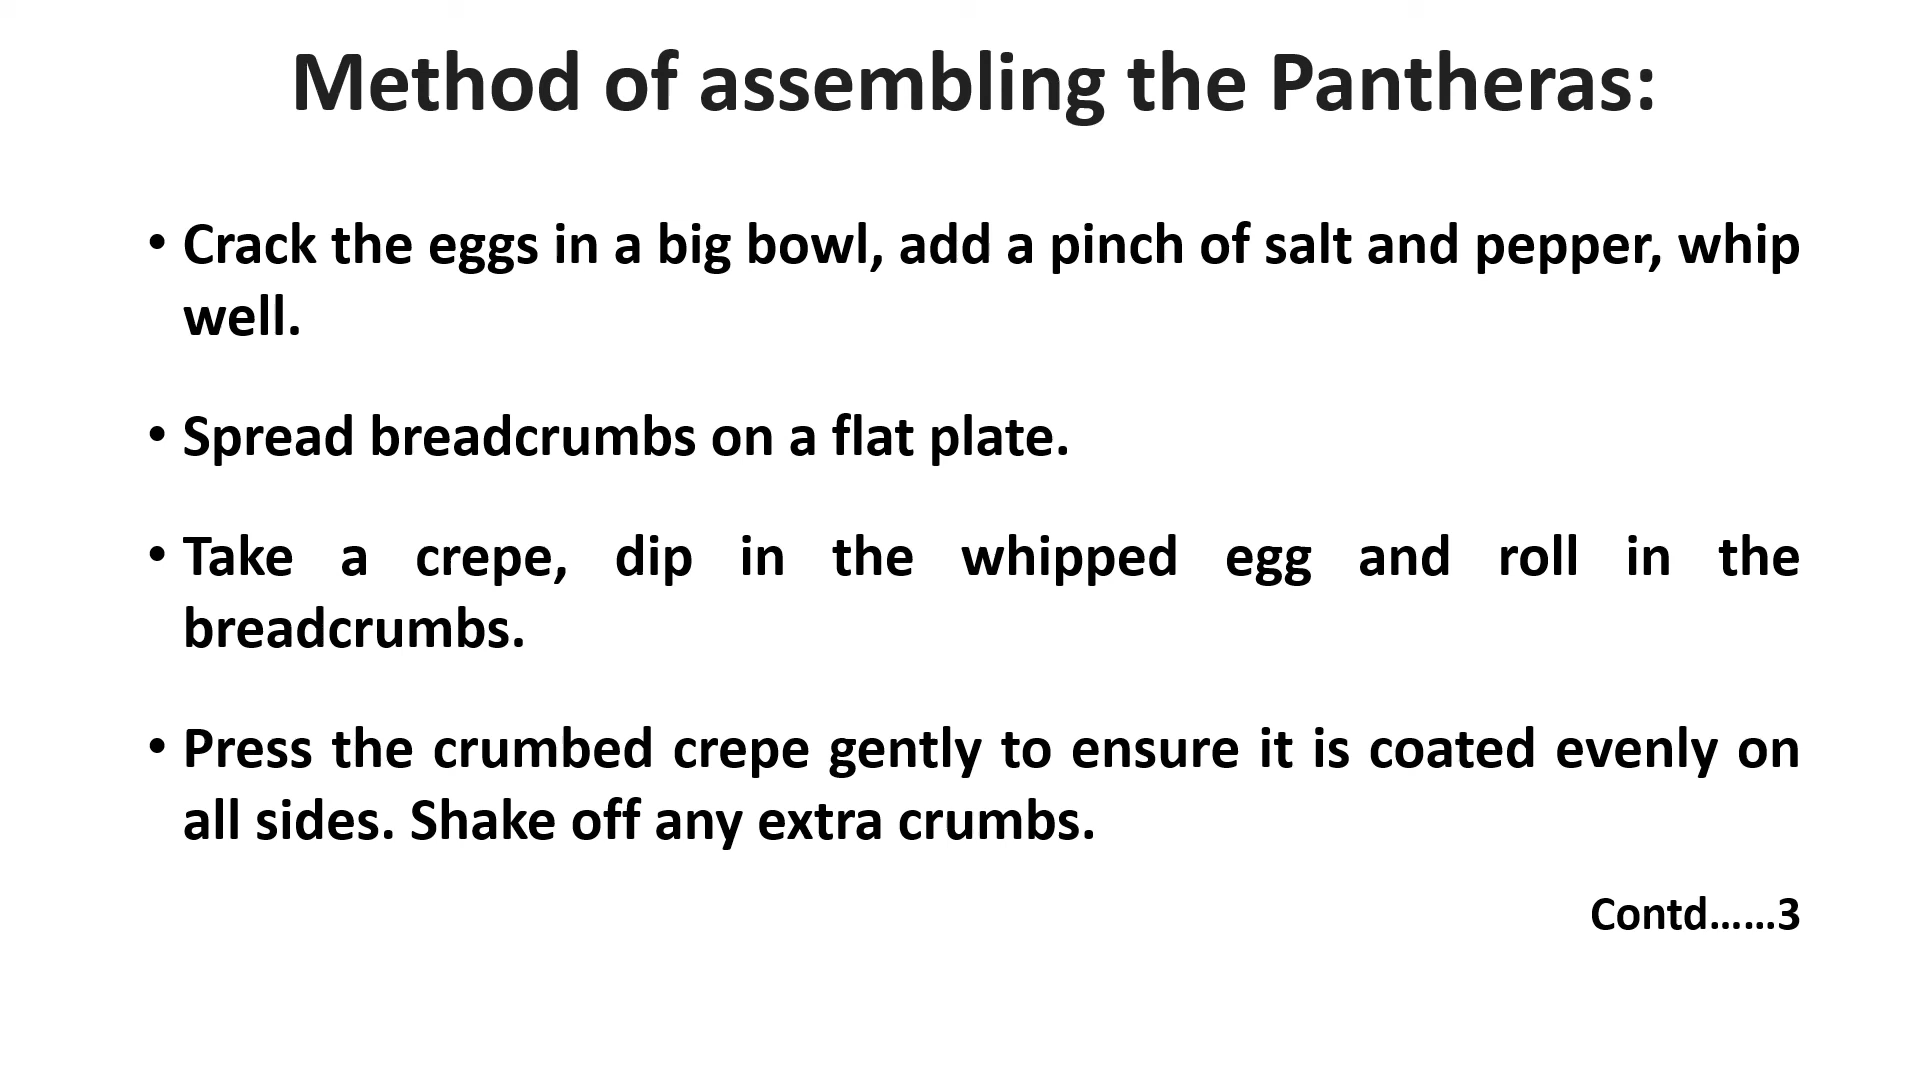 Method of assembling the Pantheras:
• Crack the eggs in a big bowl, add a pinch of salt and pepper, whip
well.
• Spread breadcrumbs on a flat plate.
• Take a crepe, dip in the whipped egg and roll in the
breadcrumbs.
• Press the crumbed crepe gently to ensure it is coated evenly on
all sides. Shake off any extra crumbs.
Contd……3